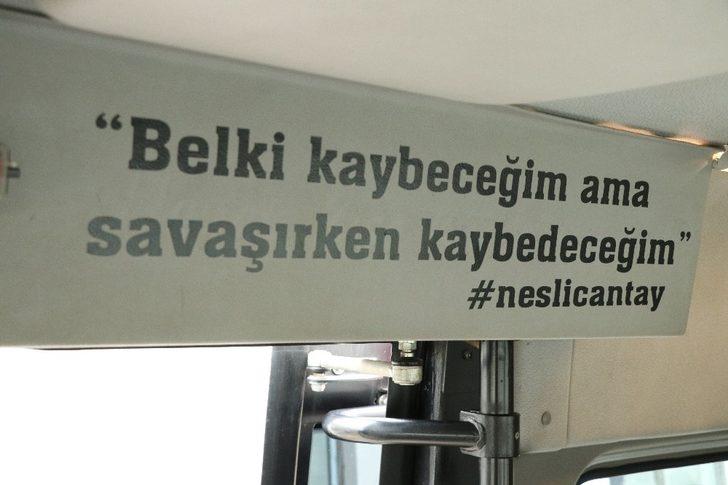 “Belki kaybeceğim ama
savaşırken kaybedeceğim”
#neslicantay